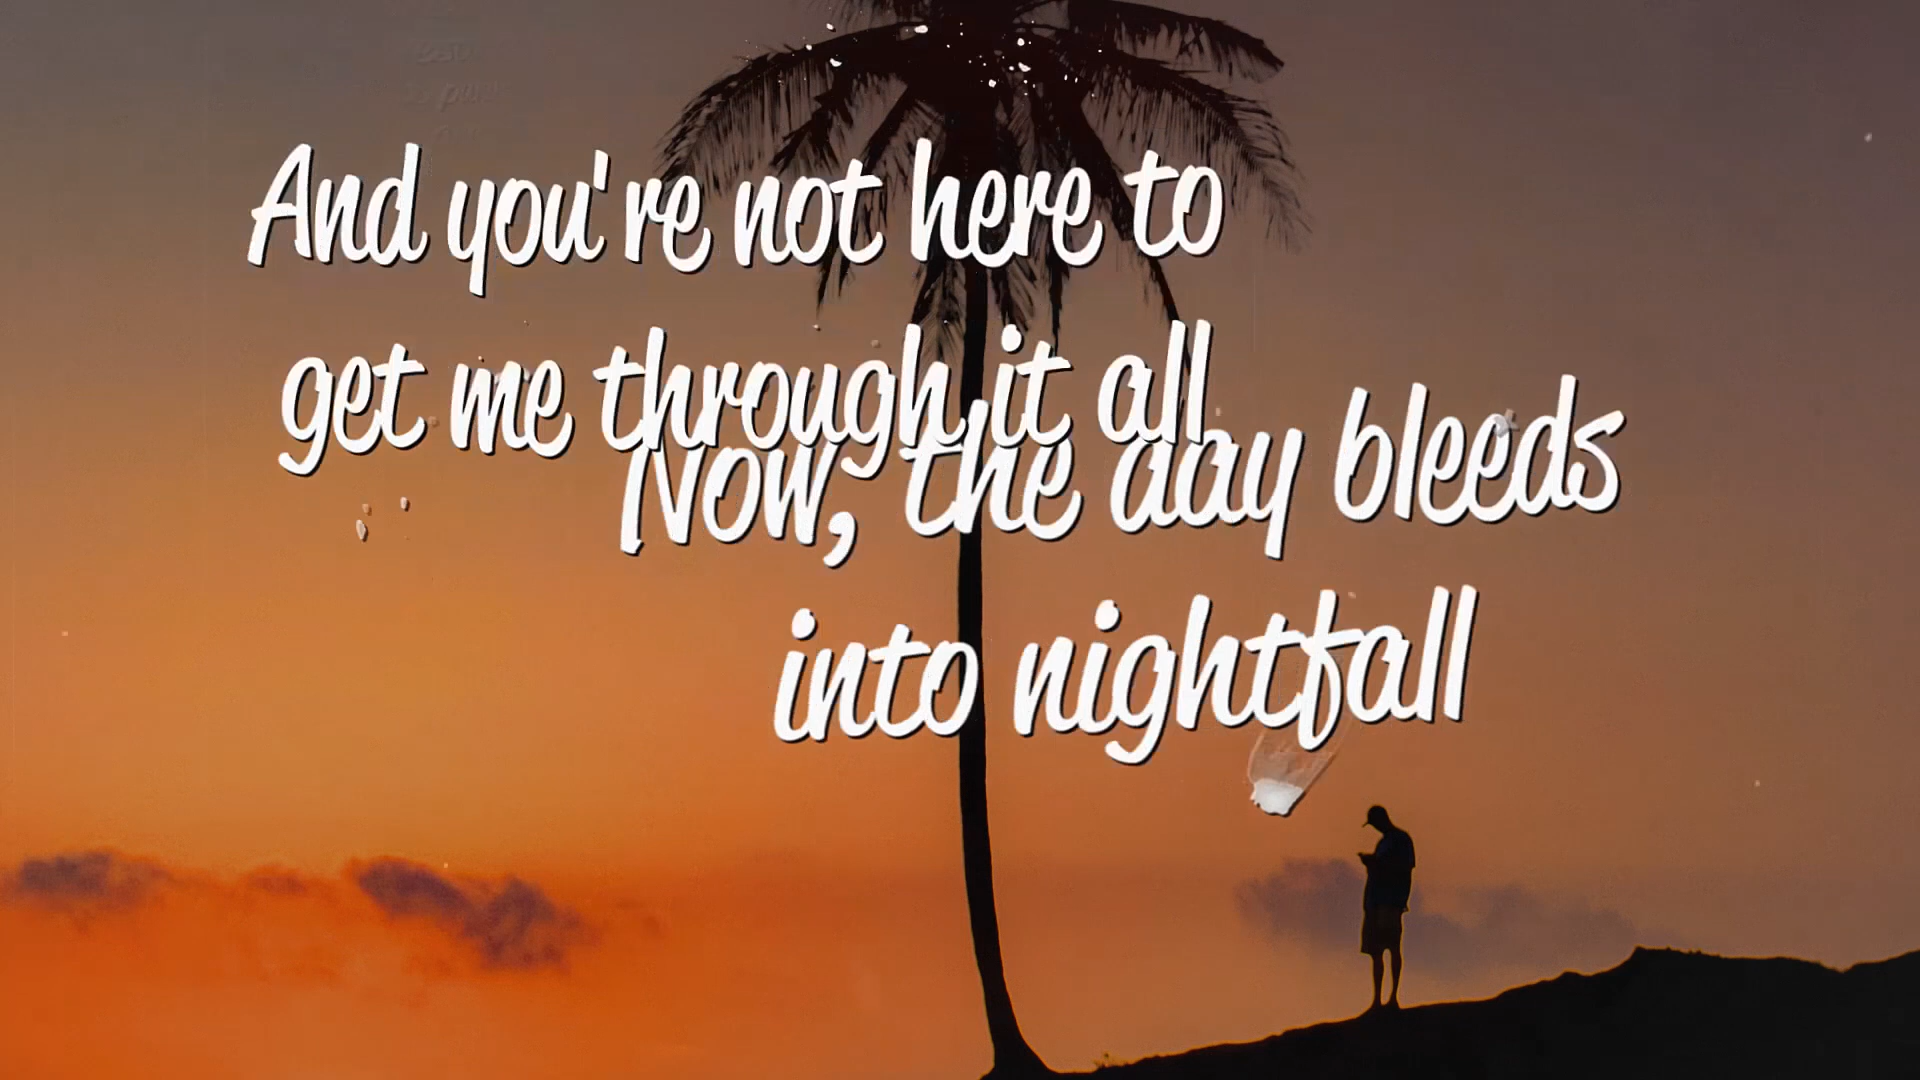 And you're not here to
get me through it all
Now, the day bleeds
into nightfall